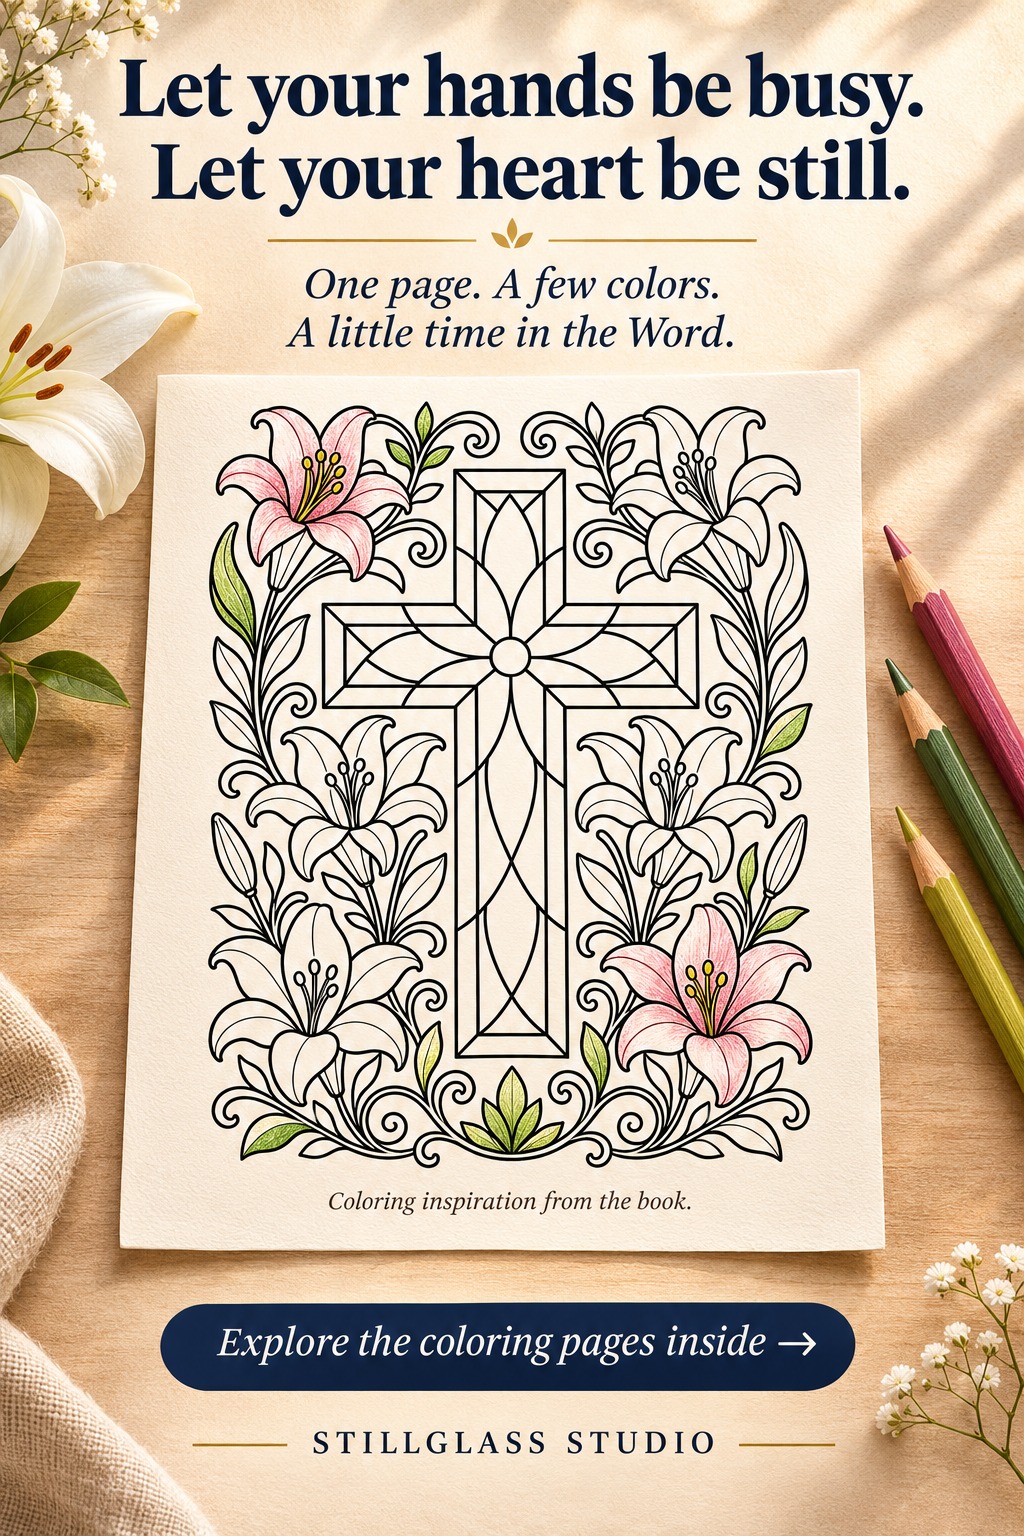 Let your hands be busy.
Let your heart be still.
One page. A few colors.
A little time in the Word.
Coloring inspiration from the book.
Explore the coloring pages inside →
STILLGLASS STUDIO